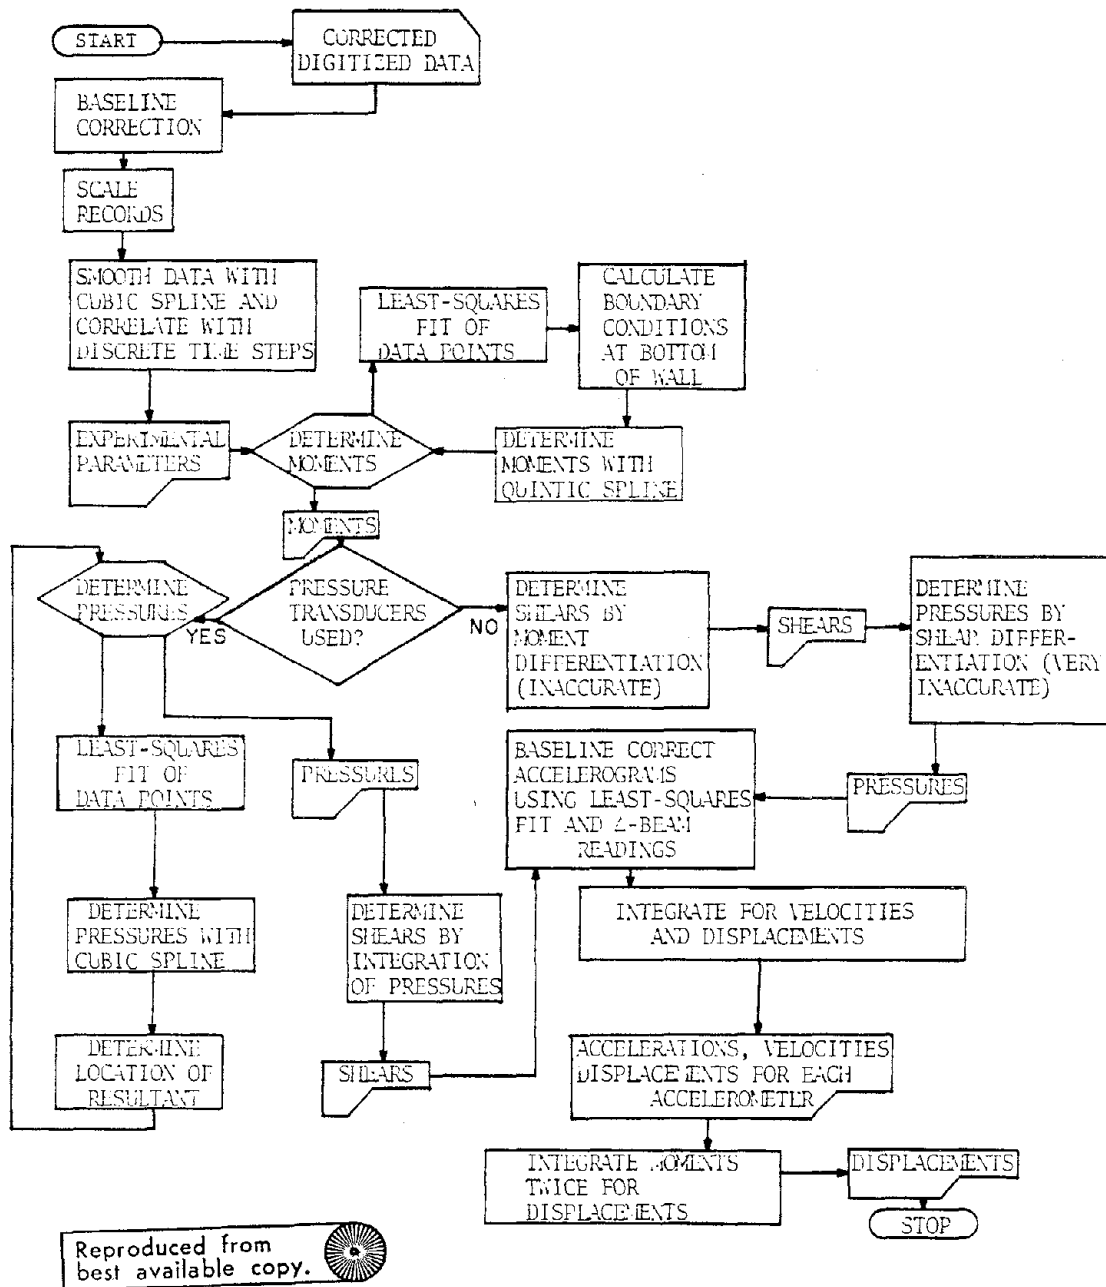 START
CORRECTED
DIGITIZED DATA
BASELINE
CORRECTION
SCALE
RECORDS
SMOOTH DATA WITH
CUBIC SPLINE AND
CORRELATE WITH
DISCRETE TIME STEPS
LEAST-SQUARES
FIT OF
DATA POINTS
CALCULATE
BOUNDARY
CONDITIONS
AT BOTTOM
OF WALL
EXPERIMENTAL
PARAMETERS
DETERMINE
MOMENTS
DETERMINE
MOMENTS WITH
QUINTIC SPLINE
MOMENTS
DETERMINE
PRESSURES
YES
PRESSURE
TRANSDUCERS
USED?
NO
DETERMINE
SHEARS BY
MOMENT
DIFFERENTIATION
(INACCURATE)
SHEARS
DETERMINE
PRESSURES BY
SHEAR DIFFER-
ENTIATION (VERY
INACCURATE)
LEAST-SQUARES
FIT OF
DATA POINTS
PRESSURES
BASELINE CORRECT
ACCELEROGRAMS
USING LEAST-SQUARES
FIT AND ∠-BEAM
READINGS
PRESSURES
DETERMINE
PRESSURES WITH
CUBIC SPLINE
DETERMINE
SHEARS BY
INTEGRATION
OF PRESSURES
INTEGRATE FOR VELOCITIES
AND DISPLACEMENTS
DETERMINE
LOCATION OF
RESULTANT
SHEARS
ACCELERATIONS, VELOCITIES
DISPLACEMENTS FOR EACH
ACCELEROMETER
INTEGRATE MOMENTS
TWICE FOR
DISPLACEMENTS
DISPLACEMENTS
STOP
Reproduced from
best available copy.